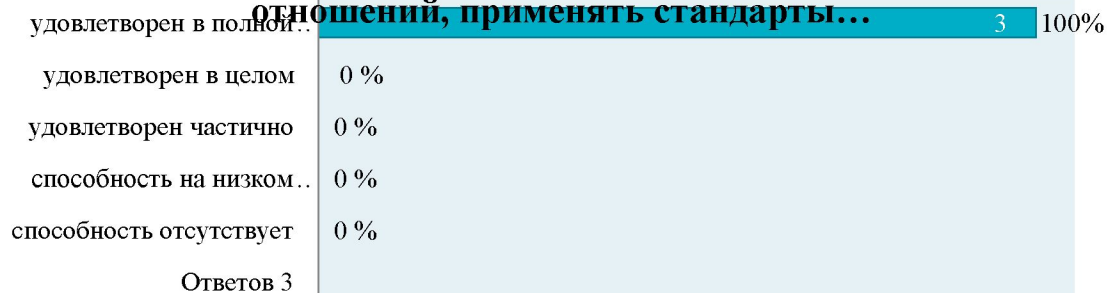 отношений, применять стандарты…
удовлетворен в полной.. 3 100%
удовлетворен в целом 0 %
удовлетворен частично 0 %
способность на низком.. 0 %
способность отсутствует 0 %
Ответов 3